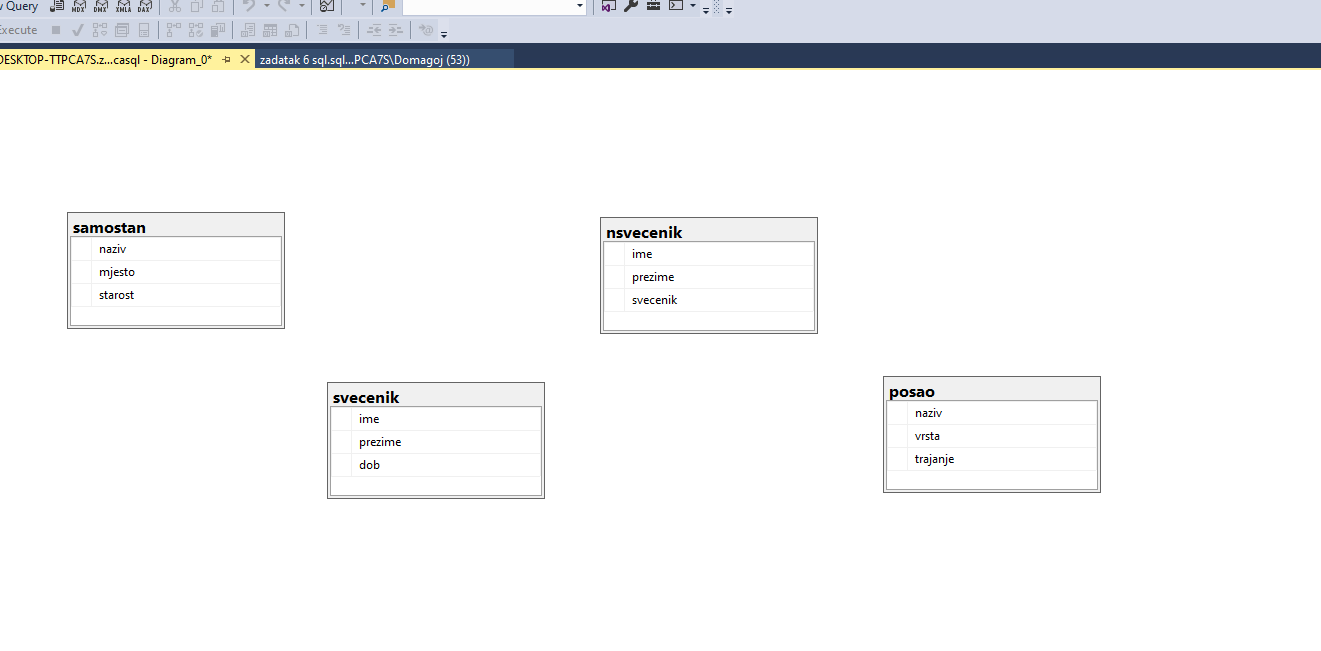 Query MDX DMX XMLA DAX
Execute
DESKTOP-TTPCA7S.z...casql - Diagram_0* zadatak 6 sql.sql...PCA7S\Domagoj (53))
samostan
naziv
mjesto
starost
nsvecenik
ime
prezime
svecenik
svecenik
ime
prezime
dob
posao
naziv
vrsta
trajanje